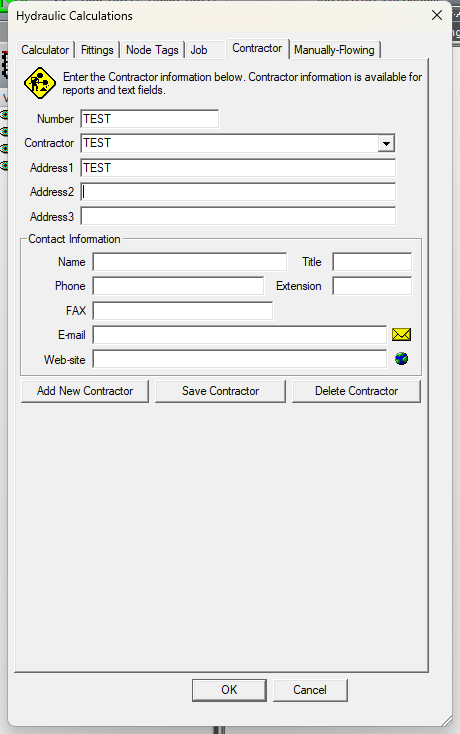 Hydraulic Calculations
Calculator Fittings Node Tags Job Contractor Manually-Flowing
Enter the Contractor information below. Contractor information is available for
reports and text fields.
Number TEST
Contractor TEST
Address1 TEST
Address2
Address3
Contact Information
Name Title
Phone Extension
FAX
E-mail
Web-site
Add New Contractor Save Contractor Delete Contractor
OK Cancel